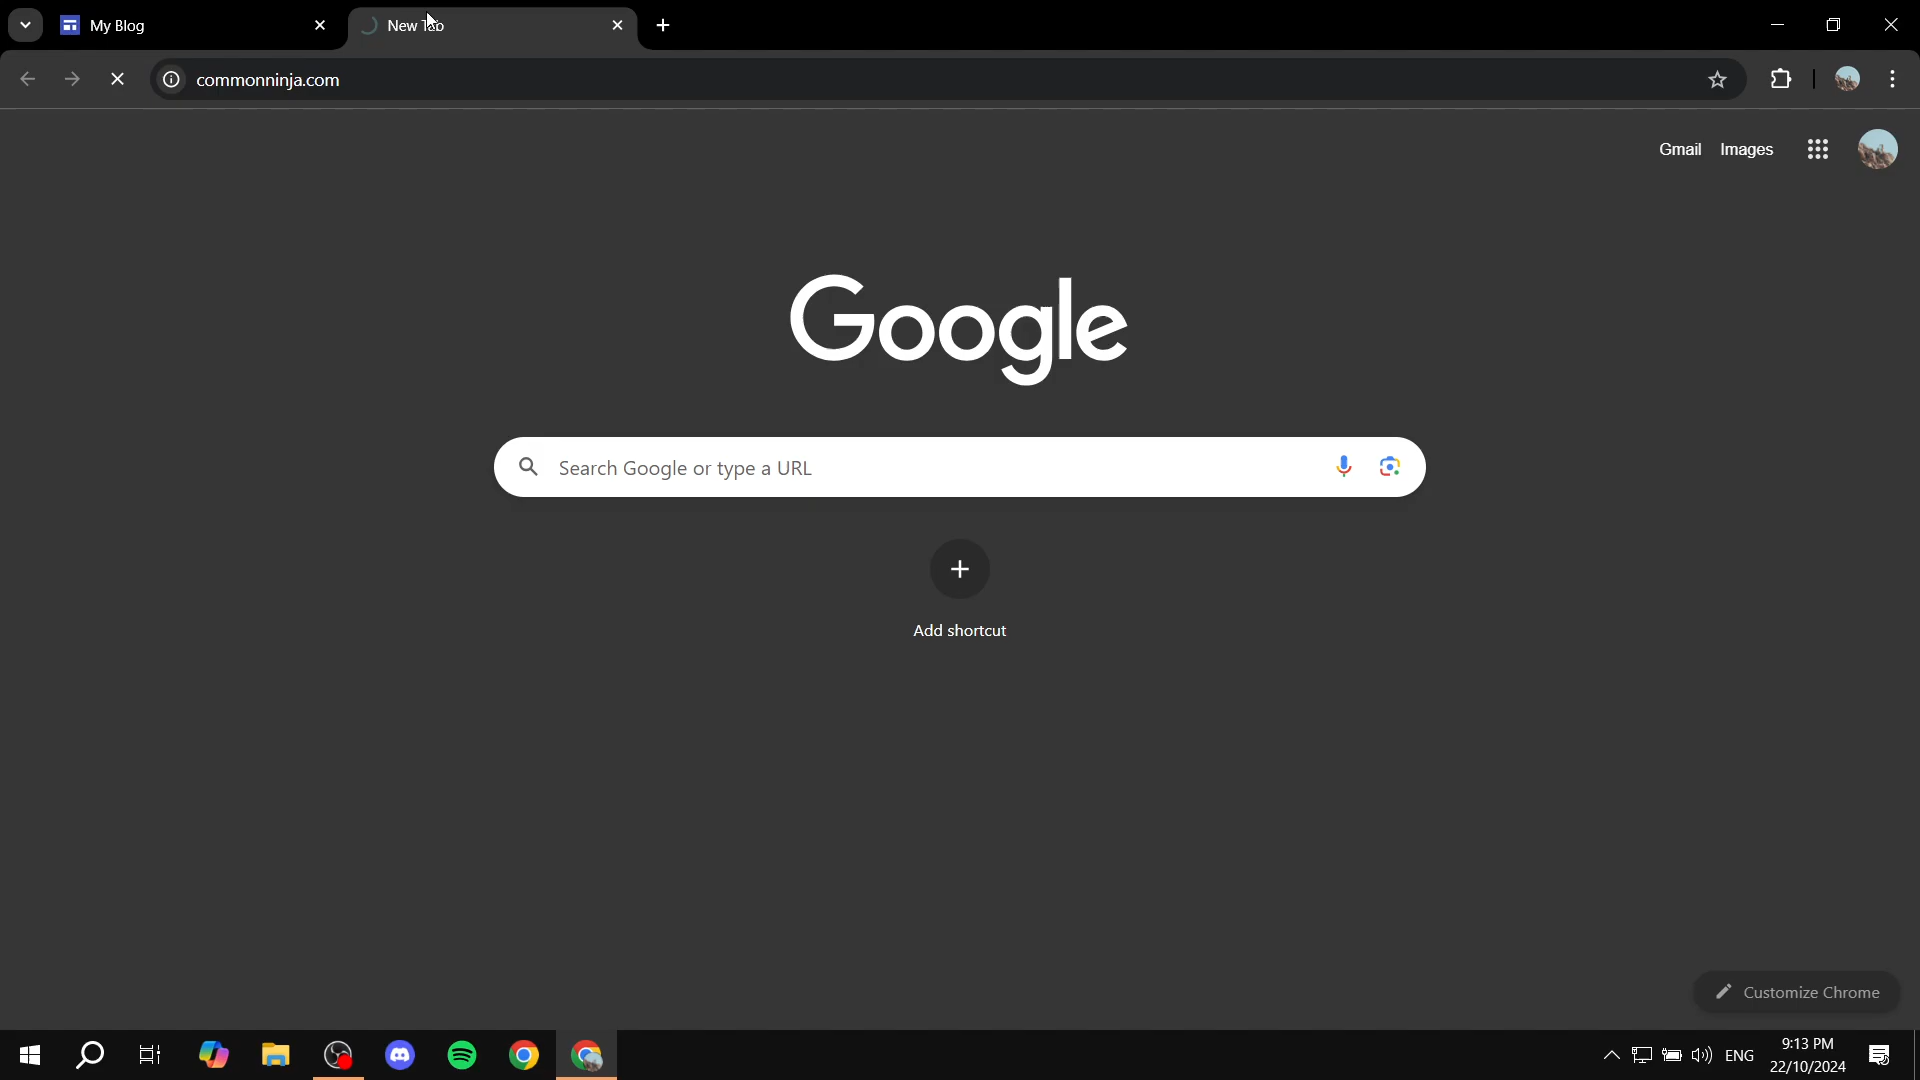 My Blog
New Tab
commonninja.com
Gmail Images
Google
Search Google or type a URL
Add shortcut
Customize Chrome
ENG
9:13 PM
22/10/2024